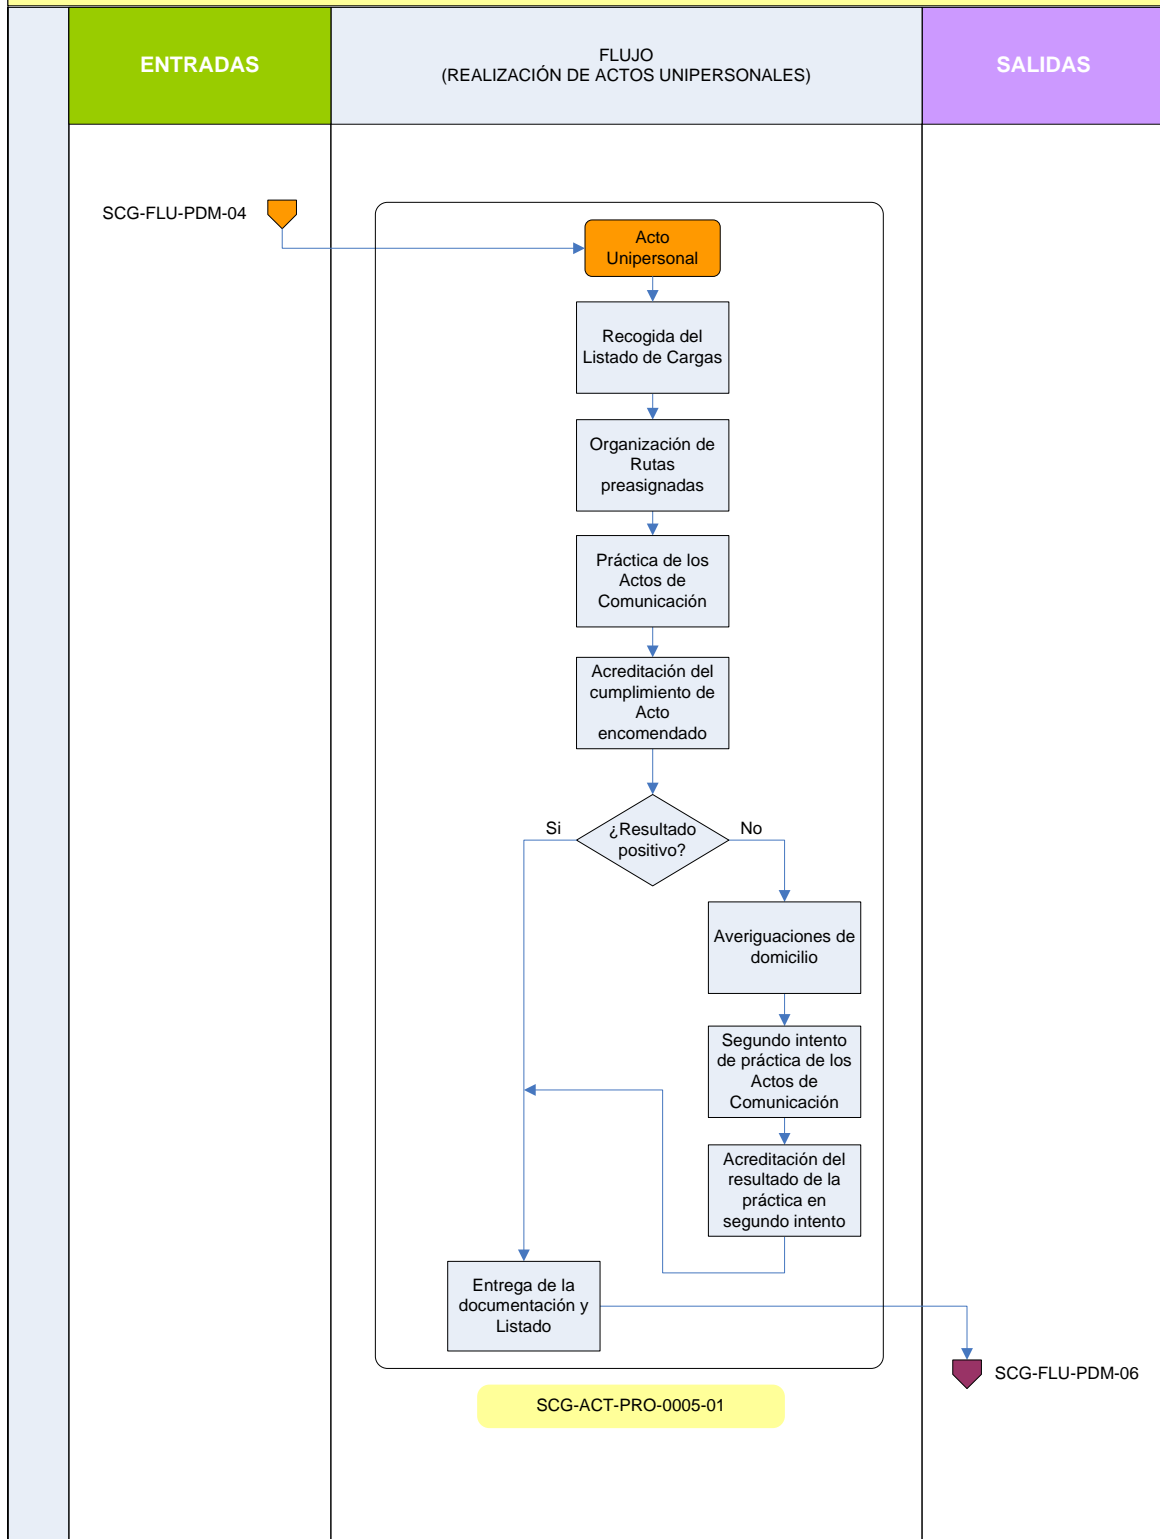 ENTRADAS
FLUJO
(REALIZACIÓN DE ACTOS UNIPERSONALES)
SALIDAS
SCG-FLU-PDM-04
Acto
Unipersonal
Recogida del
Listado de Cargas
Organización de
Rutas
preasignadas
Práctica de los
Actos de
Comunicación
Acreditación del
cumplimiento de
Acto
encomendado
¿Resultado
positivo?
Si
No
Averiguaciones de
domicilio
Segundo intento
de práctica de los
Actos de
Comunicación
Acreditación del
resultado de la
práctica en
segundo intento
Entrega de la
documentación y
Listado
SCG-FLU-PDM-06
SCG-ACT-PRO-0005-01